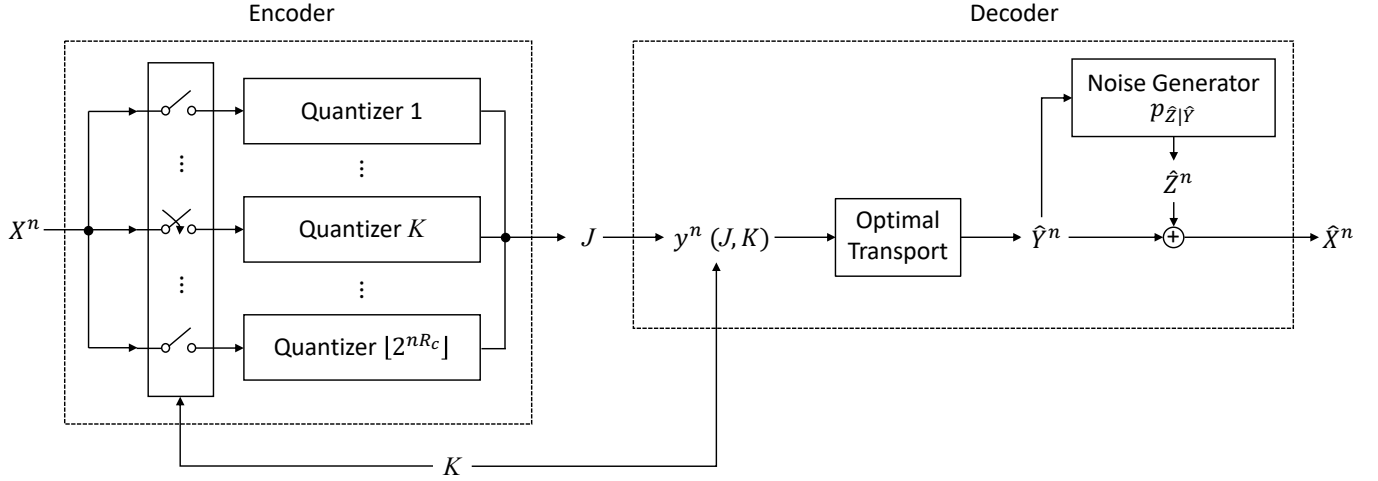 Encoder
Decoder
Quantizer 1
⋮
⋮
Quantizer K
⋮
⋮
Quantizer ⌊2^{nR_c}⌋
X^n
J
y^n (J, K)
Optimal
Transport
Ŷ^n
Noise Generator
p_{Ẑ|Ŷ}
Ẑ^n
+
X̂^n
K